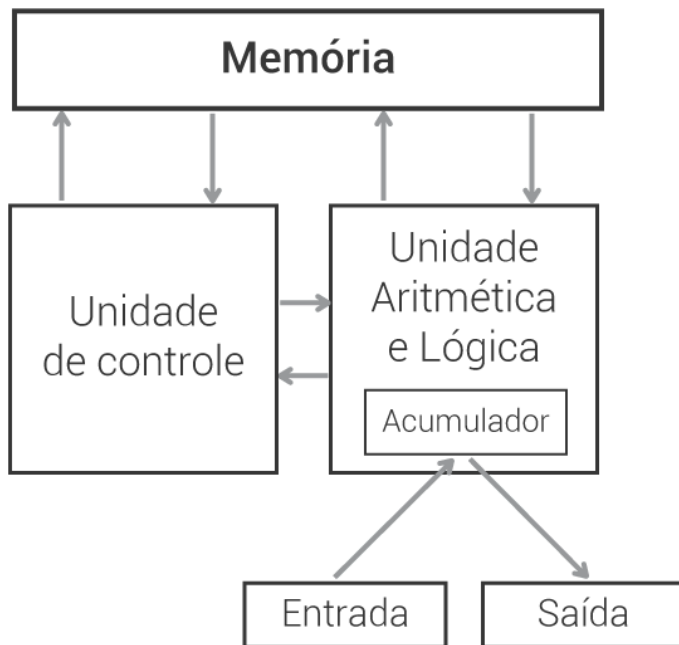 Memória
Unidade
de controle
Unidade
Aritmética
e Lógica
Acumulador
Entrada
Saída